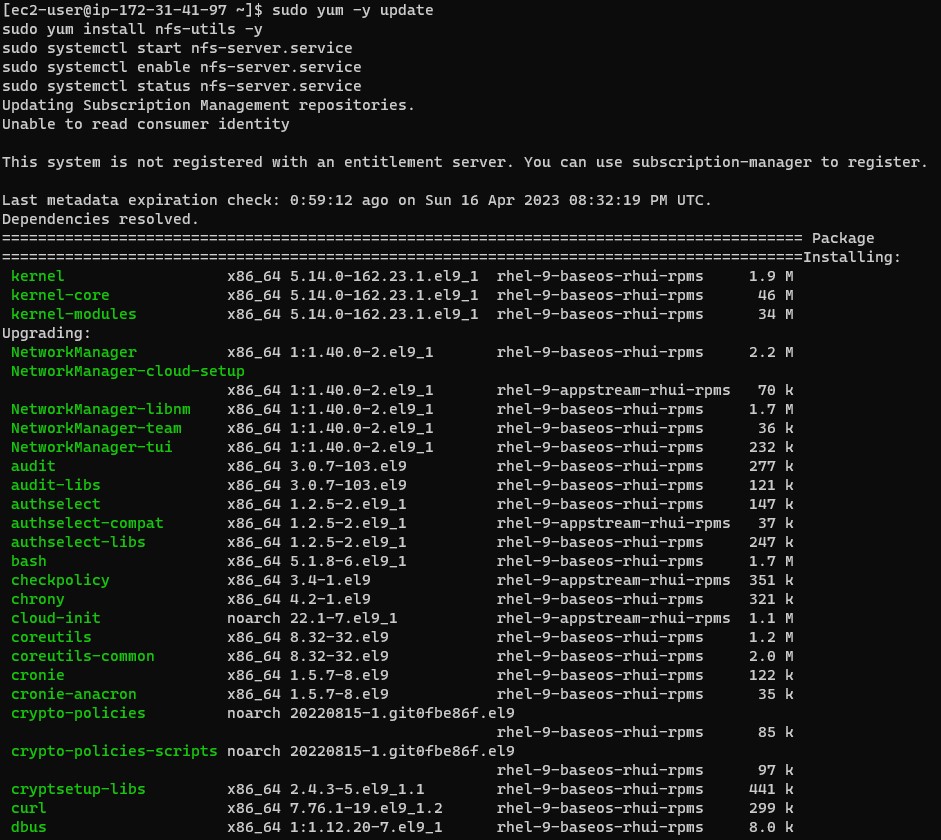 [ec2-user@ip-172-31-41-97 ~]$ sudo yum -y update
sudo yum install nfs-utils -y
sudo systemctl start nfs-server.service
sudo systemctl enable nfs-server.service
sudo systemctl status nfs-server.service
Updating Subscription Management repositories.
Unable to read consumer identity

This system is not registered with an entitlement server. You can use subscription-manager to register.

Last metadata expiration check: 0:59:12 ago on Sun 16 Apr 2023 08:32:19 PM UTC.
Dependencies resolved.
========================================================================================= Package
=========================================================================================Installing:
 kernel                  x86_64 5.14.0-162.23.1.el9_1  rhel-9-baseos-rhui-rpms     1.9 M
 kernel-core             x86_64 5.14.0-162.23.1.el9_1  rhel-9-baseos-rhui-rpms      46 M
 kernel-modules          x86_64 5.14.0-162.23.1.el9_1  rhel-9-baseos-rhui-rpms      34 M
Upgrading:
 NetworkManager          x86_64 1:1.40.0-2.el9_1       rhel-9-baseos-rhui-rpms     2.2 M
 NetworkManager-cloud-setup
                         x86_64 1:1.40.0-2.el9_1       rhel-9-appstream-rhui-rpms   70 k
 NetworkManager-libnm    x86_64 1:1.40.0-2.el9_1       rhel-9-baseos-rhui-rpms     1.7 M
 NetworkManager-team     x86_64 1:1.40.0-2.el9_1       rhel-9-baseos-rhui-rpms      36 k
 NetworkManager-tui      x86_64 1:1.40.0-2.el9_1       rhel-9-baseos-rhui-rpms     232 k
 audit                   x86_64 3.0.7-103.el9          rhel-9-baseos-rhui-rpms     277 k
 audit-libs              x86_64 3.0.7-103.el9          rhel-9-baseos-rhui-rpms     121 k
 authselect              x86_64 1.2.5-2.el9_1          rhel-9-baseos-rhui-rpms     147 k
 authselect-compat       x86_64 1.2.5-2.el9_1          rhel-9-appstream-rhui-rpms   37 k
 authselect-libs         x86_64 1.2.5-2.el9_1          rhel-9-baseos-rhui-rpms     247 k
 bash                    x86_64 5.1.8-6.el9_1          rhel-9-baseos-rhui-rpms     1.7 M
 checkpolicy             x86_64 3.4-1.el9              rhel-9-appstream-rhui-rpms  351 k
 chrony                  x86_64 4.2-1.el9              rhel-9-baseos-rhui-rpms     321 k
 cloud-init              noarch 22.1-7.el9_1           rhel-9-appstream-rhui-rpms  1.1 M
 coreutils               x86_64 8.32-32.el9            rhel-9-baseos-rhui-rpms     1.2 M
 coreutils-common        x86_64 8.32-32.el9            rhel-9-baseos-rhui-rpms     2.0 M
 cronie                  x86_64 1.5.7-8.el9            rhel-9-baseos-rhui-rpms     122 k
 cronie-anacron          x86_64 1.5.7-8.el9            rhel-9-baseos-rhui-rpms      35 k
 crypto-policies         noarch 20220815-1.git0fbe86f.el9
                                                       rhel-9-baseos-rhui-rpms      85 k
 crypto-policies-scripts noarch 20220815-1.git0fbe86f.el9
                                                       rhel-9-baseos-rhui-rpms      97 k
 cryptsetup-libs         x86_64 2.4.3-5.el9_1.1        rhel-9-baseos-rhui-rpms     441 k
 curl                    x86_64 7.76.1-19.el9_1.2      rhel-9-baseos-rhui-rpms     299 k
 dbus                    x86_64 1:1.12.20-7.el9_1      rhel-9-baseos-rhui-rpms     8.0 k